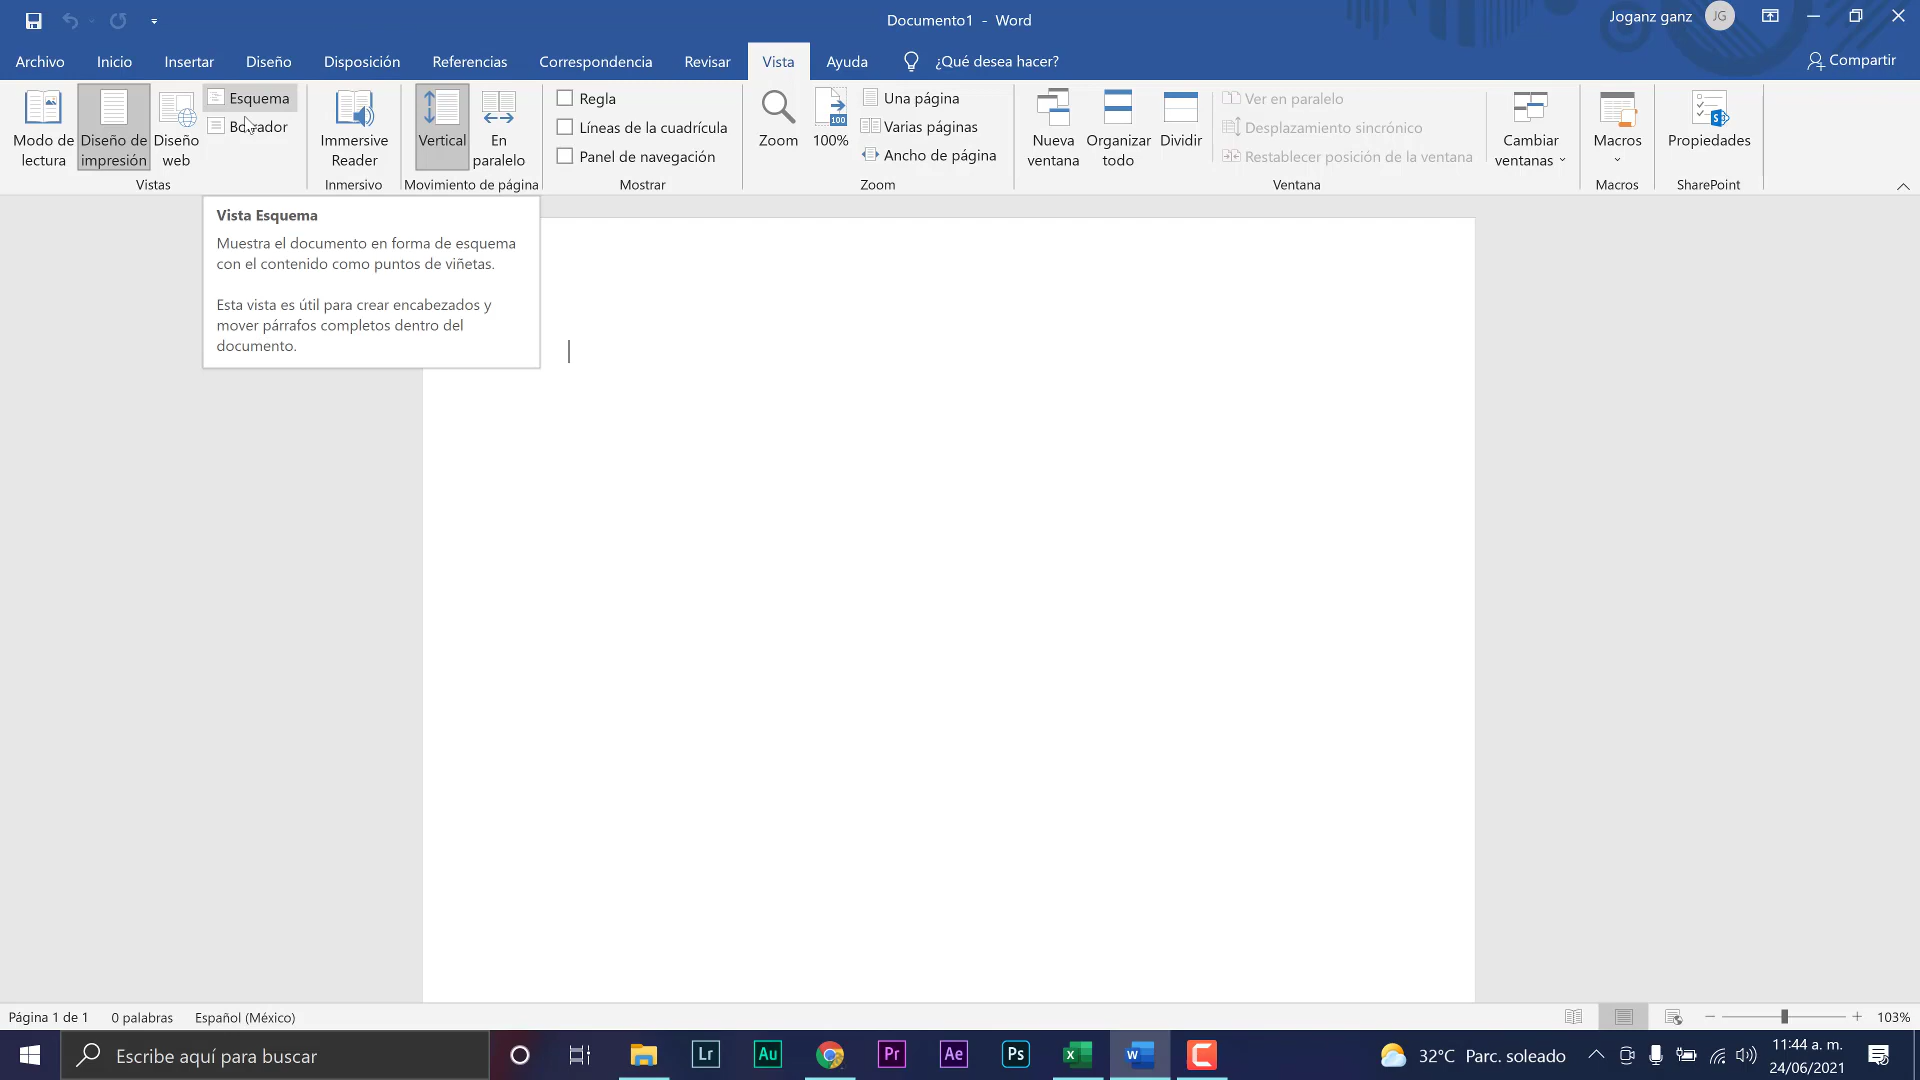 Documento1 - Word
Joganz ganz
JG
Archivo
Inicio
Insertar
Diseño
Disposición
Referencias
Correspondencia
Revisar
Vista
Ayuda
¿Qué desea hacer?
Compartir
Modo de
lectura
Diseño de
impresión
Diseño
web
Esquema
Borrador
Vistas
Immersive
Reader
Inmersivo
Vertical
En
paralelo
Movimiento de página
Regla
Líneas de la cuadrícula
Panel de navegación
Mostrar
Zoom
100
100%
Una página
Varias páginas
Ancho de página
Zoom
Nueva
ventana
Organizar
todo
Dividir
Ver en paralelo
Desplazamiento sincrónico
Restablecer posición de la ventana
Cambiar
ventanas
Ventana
Macros
Macros
Propiedades
SharePoint
Vista Esquema
Muestra el documento en forma de esquema
con el contenido como puntos de viñetas.
Esta vista es útil para crear encabezados y
mover párrafos completos dentro del
documento.
Página 1 de 1
0 palabras
Español (México)
103%
Escribe aquí para buscar
Lr
Au
Pr
Ae
Ps
32°C Parc. soleado
11:44 a. m.
24/06/2021